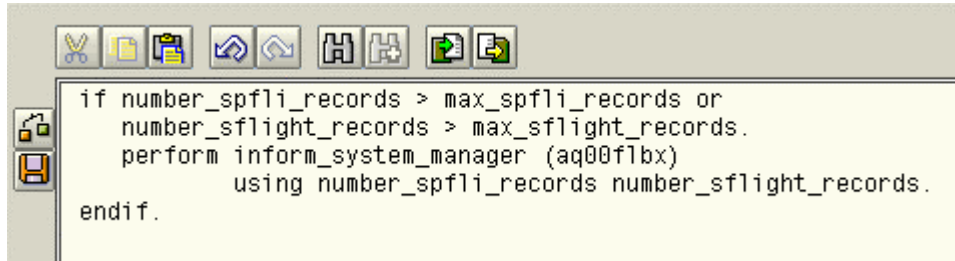 if number_spfli_records > max_spfli_records or
number_sflight_records > max_sflight_records.
perform inform_system_manager (aq00flbx)
using number_spfli_records number_sflight_records.
endif.